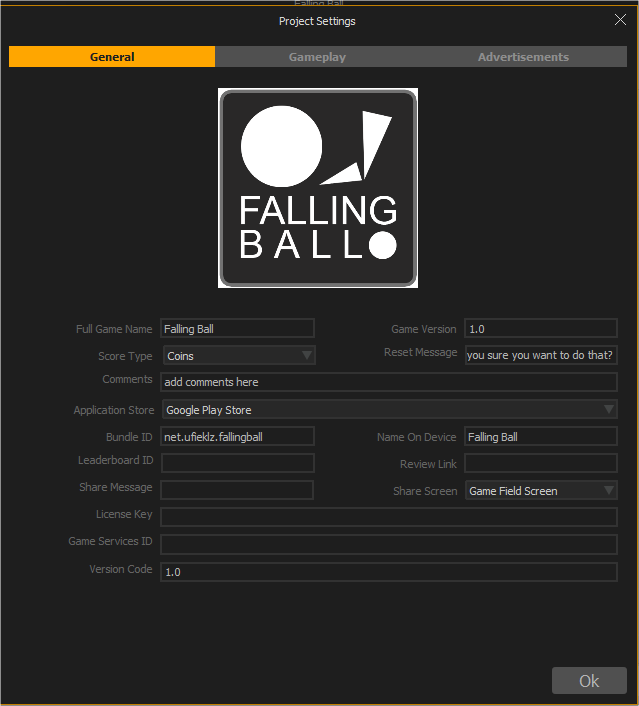 Falling Ball
Project Settings
General Gameplay Advertisements
FALLING
BALL
Full Game Name Falling Ball Game Version 1.0
Score Type Coins Reset Message you sure you want to do that?
Comments add comments here
Application Store Google Play Store
Bundle ID net.ufieklz.fallingball Name On Device Falling Ball
Leaderboard ID Review Link
Share Message Share Screen Game Field Screen
License Key
Game Services ID
Version Code 1.0
Ok